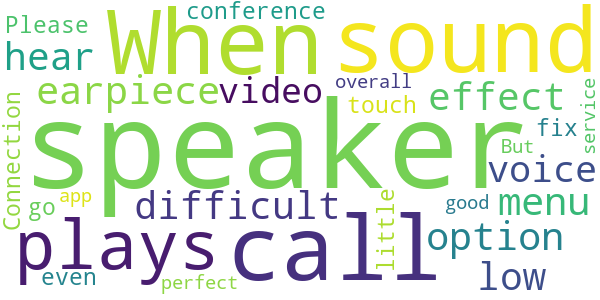 Please
conference
When
sound
hear
overall
earpiece
video
touch
effect
service
Connection
speaker
fix
But
voice
go
app
difficult
little
good
menu
plays
call
option
even
perfect
low